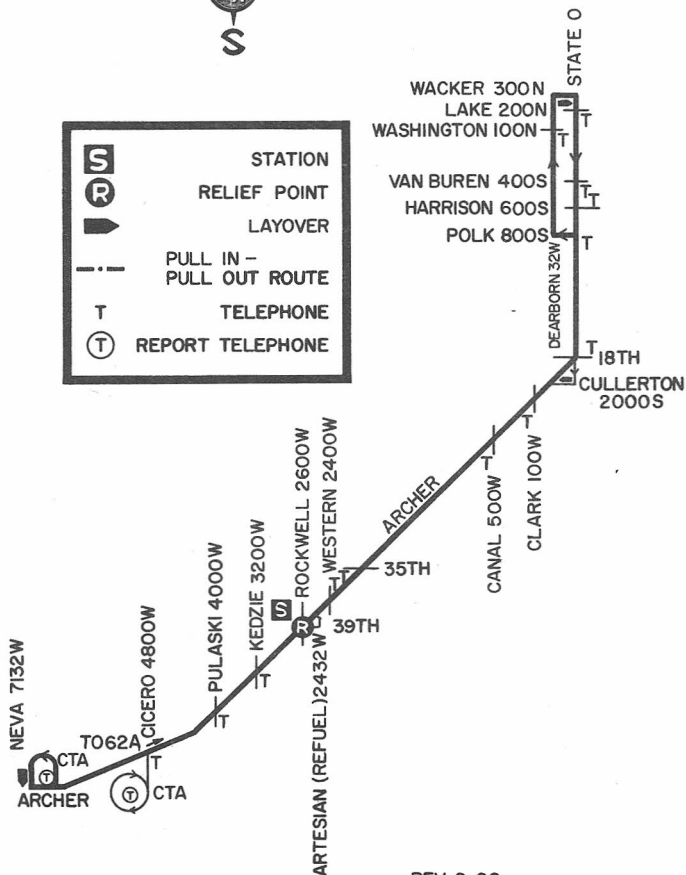 S
STATE 0
WACKER 300N
LAKE 200N
T
WASHINGTON 100N
T
VAN BUREN 400S
T
T
HARRISON 600S
POLK 800S
T
DEARBORN 32W
T
18TH
CULLERTON
2000S
S STATION
R RELIEF POINT
LAYOVER
PULL IN –
PULL OUT ROUTE
T TELEPHONE
T REPORT TELEPHONE
CLARK 100W
T
CANAL 500W
T
ARCHER
35TH
T
T
WESTERN 2400W
ROCKWELL 2600W
S
R
39TH
ARTESIAN (REFUEL) 2432W
KEDZIE 3200W
T
PULASKI 4000W
T
CICERO 4800W
T
TO 62A
T
CTA
NEVA 7132W
CTA
T
ARCHER